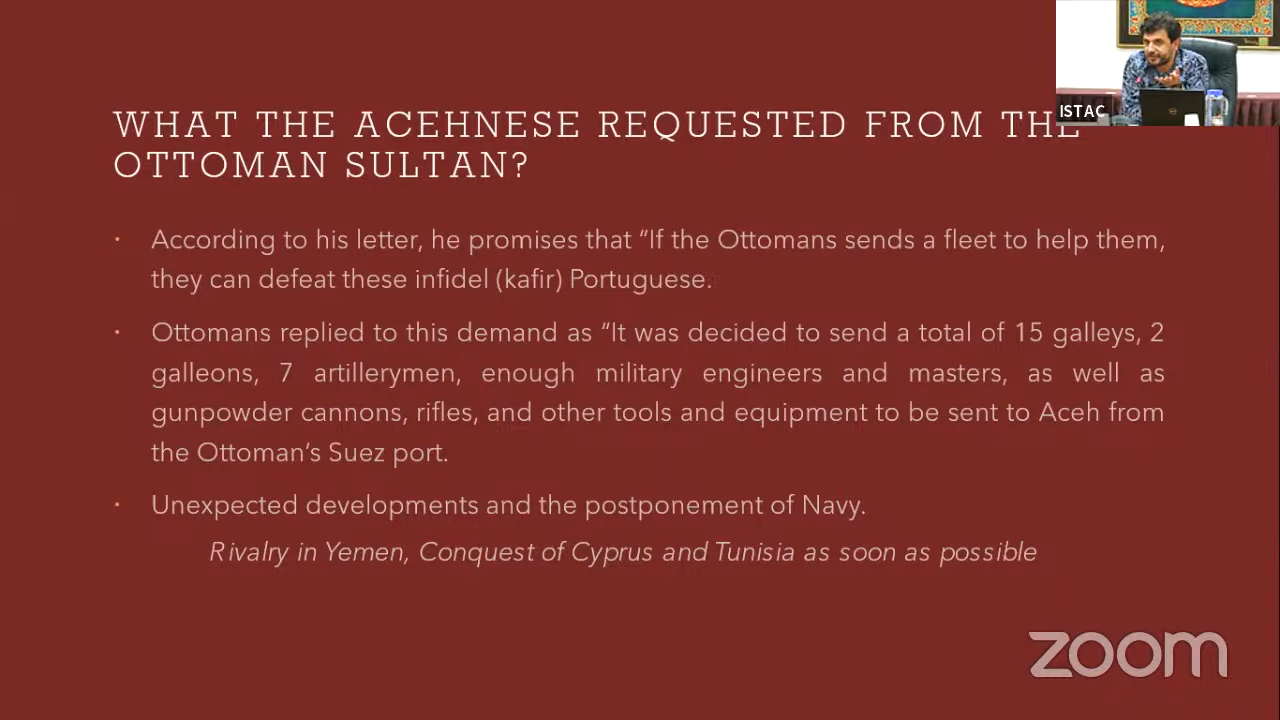 WHAT THE ACEHNESE REQUESTED FROM THE
OTTOMAN SULTAN?
ISTAC
· According to his letter, he promises that “If the Ottomans sends a fleet to help them,
they can defeat these infidel (kafir) Portuguese.
· Ottomans replied to this demand as “It was decided to send a total of 15 galleys, 2
galleons, 7 artillerymen, enough military engineers and masters, as well as
gunpowder cannons, rifles, and other tools and equipment to be sent to Aceh from
the Ottoman’s Suez port.
· Unexpected developments and the postponement of Navy.
Rivalry in Yemen, Conquest of Cyprus and Tunisia as soon as possible
zoom